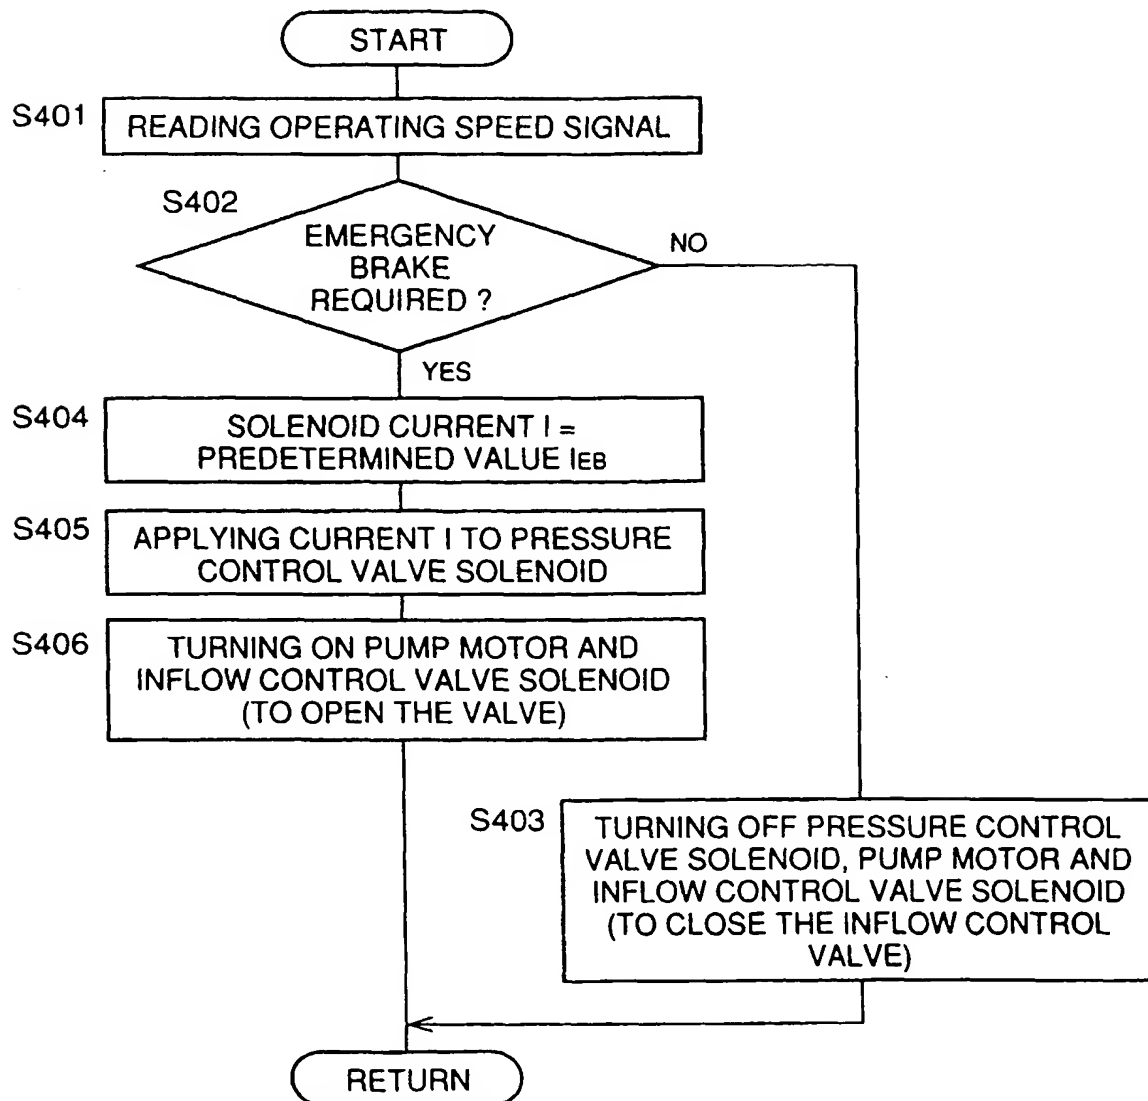 START
S401
READING OPERATING SPEED SIGNAL
S402
EMERGENCY
BRAKE
REQUIRED ?
NO
YES
S404
SOLENOID CURRENT I =
PREDETERMINED VALUE IEB
S405
APPLYING CURRENT I TO PRESSURE
CONTROL VALVE SOLENOID
S406
TURNING ON PUMP MOTOR AND
INFLOW CONTROL VALVE SOLENOID
(TO OPEN THE VALVE)
S403
TURNING OFF PRESSURE CONTROL
VALVE SOLENOID, PUMP MOTOR AND
INFLOW CONTROL VALVE SOLENOID
(TO CLOSE THE INFLOW CONTROL
VALVE)
RETURN